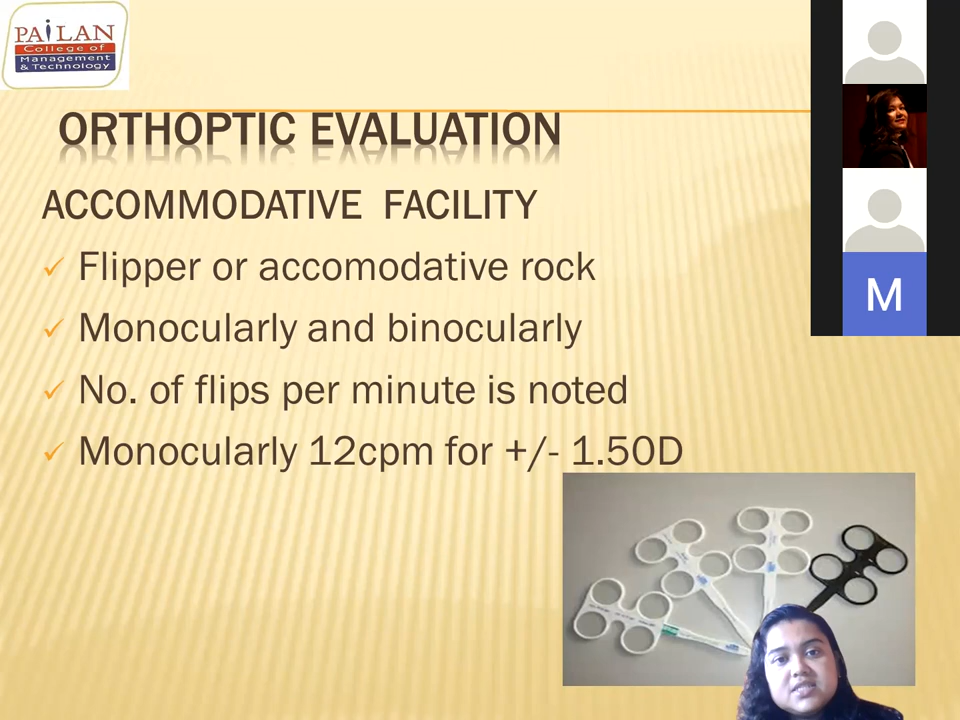 PAiLAN
College of
Management
& Technology
ORTHOPTIC EVALUATION
ACCOMMODATIVE FACILITY
Flipper or accomodative rock
Monocularly and binocularly
No. of flips per minute is noted
Monocularly 12cpm for +/- 1.50D
M